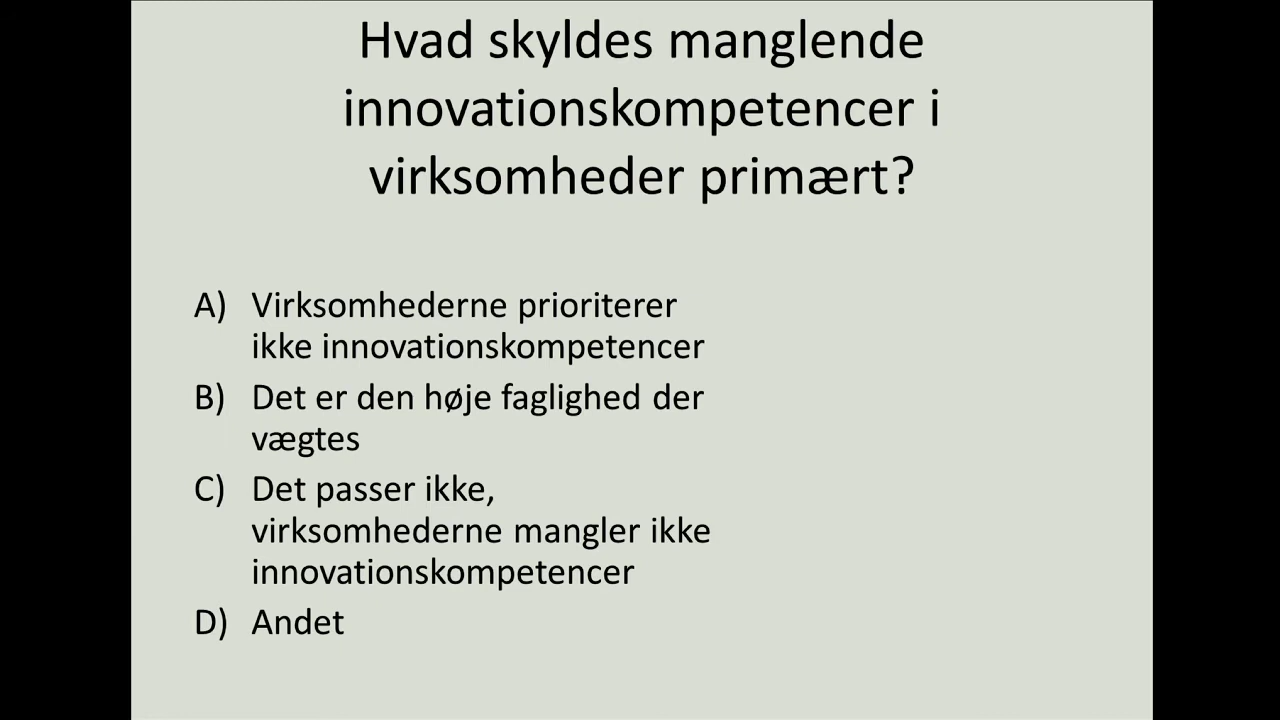 Hvad skyldes manglende
innovationskompetencer i
virksomheder primært?
A) Virksomhederne prioriterer
ikke innovationskompetencer
B) Det er den høje faglighed der
vægtes
C) Det passer ikke,
virksomhederne mangler ikke
innovationskompetencer
D) Andet